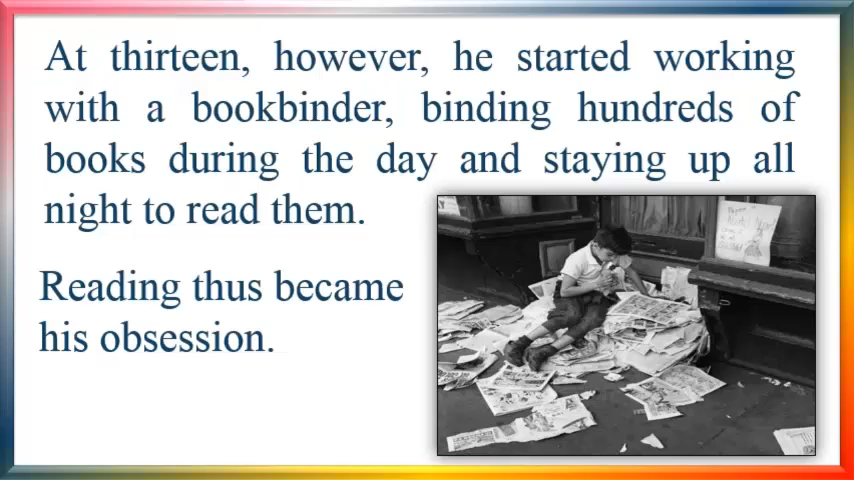 At thirteen, however, he started working
with a bookbinder, binding hundreds of
books during the day and staying up all
night to read them.
Reading thus became
his obsession.